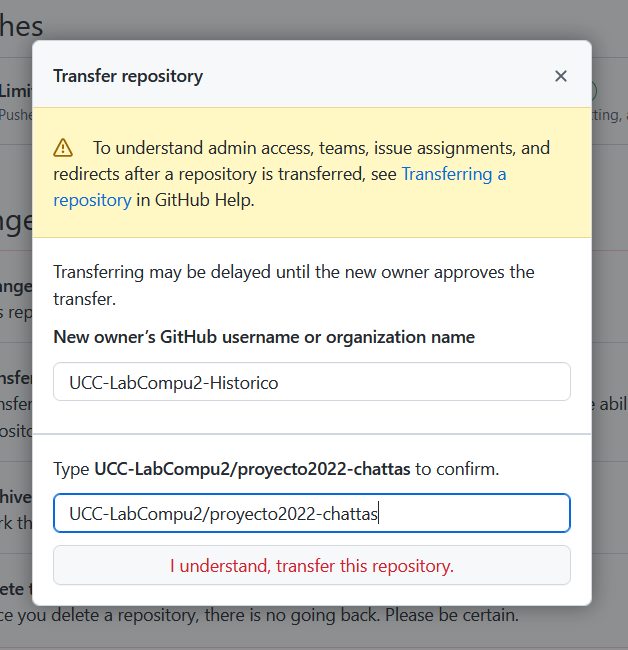 hes
Transfer repository
Limi
Pushe
ting, a
To understand admin access, teams, issue assignments, and
redirects after a repository is transferred, see Transferring a
repository in GitHub Help.
nge
Transferring may be delayed until the new owner approves the
transfer.
ange
s rep
New owner’s GitHub username or organization name
UCC-LabCompu2-Historico
nsfer
nsfer
e abil
osito
Type UCC-LabCompu2/proyecto2022-chattas to confirm.
hive
rk th
UCC-LabCompu2/proyecto2022-chattas
I understand, transfer this repository.
ete t
ce you delete a repository, there is no going back. Please be certain.